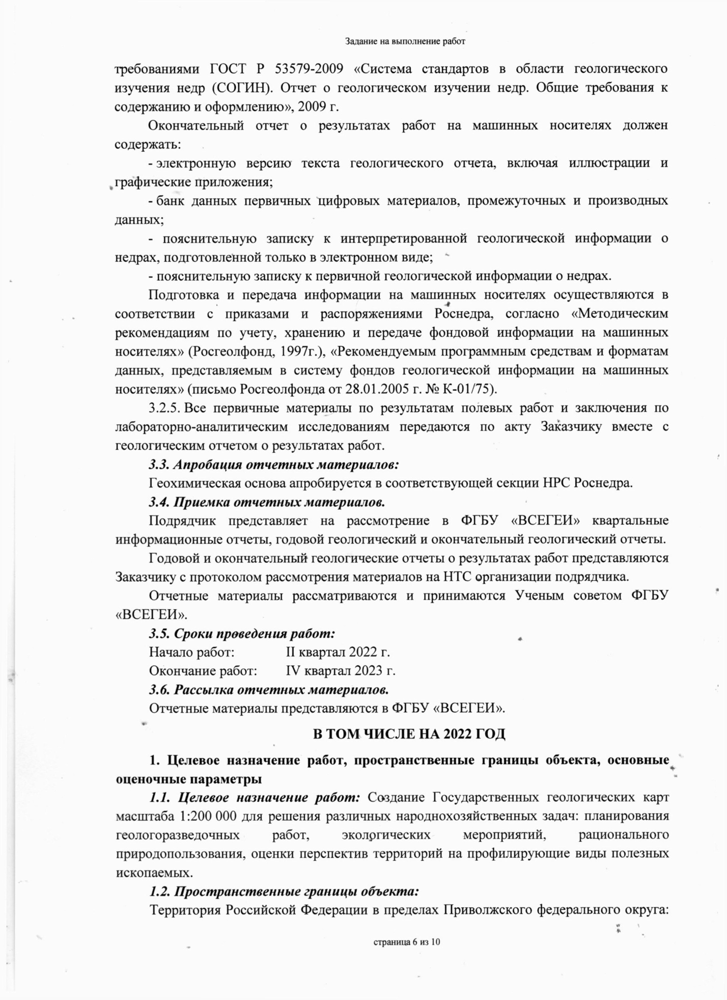 Задание на выполнение работ
требованиями ГОСТ Р 53579-2009 «Система стандартов в области геологического
изучения недр (СОГИН). Отчет о геологическом изучении недр. Общие требования к
содержанию и оформлению», 2009 г.
Окончательный отчет о результатах работ на машинных носителях должен
содержать:
- электронную версию текста геологического отчета, включая иллюстрации и
графические приложения;
- банк данных первичных цифровых материалов, промежуточных и производных
данных;
- пояснительную записку к интерпретированной геологической информации о
недрах, подготовленной только в электронном виде;
- пояснительную записку к первичной геологической информации о недрах.
Подготовка и передача информации на машинных носителях осуществляются в
соответствии с приказами и распоряжениями Роснедра, согласно «Методическим
рекомендациям по учету, хранению и передаче фондовой информации на машинных
носителях» (Росгеолфонд, 1997г.), «Рекомендуемым программным средствам и форматам
данных, представляемым в систему фондов геологической информации на машинных
носителях» (письмо Росгеолфонда от 28.01.2005 г. № К-01/75).
3.2.5. Все первичные материалы по результатам полевых работ и заключения по
лабораторно-аналитическим исследованиям передаются по акту Заказчику вместе с
геологическим отчетом о результатах работ.
3.3. Апробация отчетных материалов:
Геохимическая основа апробируется в соответствующей секции НРС Роснедра.
3.4. Приемка отчетных материалов.
Подрядчик представляет на рассмотрение в ФГБУ «ВСЕГЕИ» квартальные
информационные отчеты, годовой геологический и окончательный геологический отчеты.
Годовой и окончательный геологические отчеты о результатах работ представляются
Заказчику с протоколом рассмотрения материалов на НТС организации подрядчика.
Отчетные материалы рассматриваются и принимаются Ученым советом ФГБУ
«ВСЕГЕИ».
3.5. Сроки проведения работ:
Начало работ: II квартал 2022 г.
Окончание работ: IV квартал 2023 г.
3.6. Рассылка отчетных материалов.
Отчетные материалы представляются в ФГБУ «ВСЕГЕИ».
В ТОМ ЧИСЛЕ НА 2022 ГОД
1. Целевое назначение работ, пространственные границы объекта, основные
оценочные параметры
1.1. Целевое назначение работ: Создание Государственных геологических карт
масштаба 1:200 000 для решения различных народнохозяйственных задач: планирования
геологоразведочных работ, экологических мероприятий, рационального
природопользования, оценки перспектив территорий на профилирующие виды полезных
ископаемых.
1.2. Пространственные границы объекта:
Территория Российской Федерации в пределах Приволжского федерального округа:
страница 6 из 10